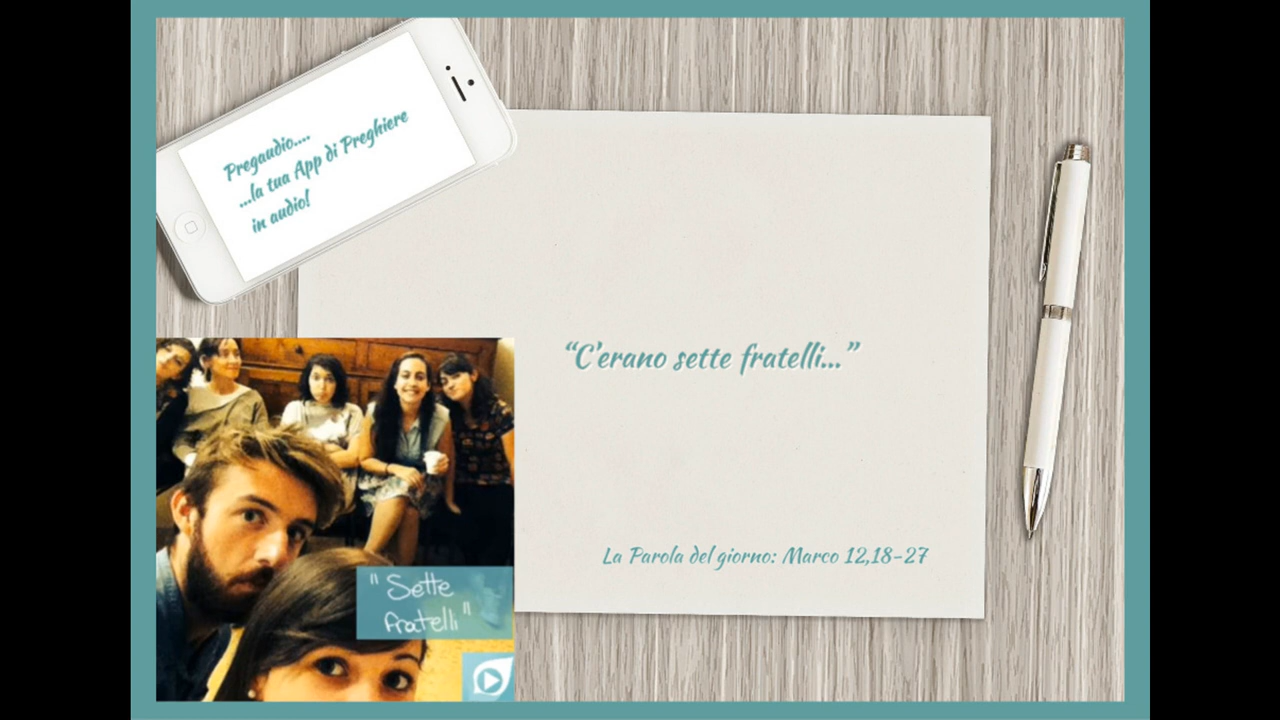 Pregaudio....
...la tua App di Preghiere
in audio!
"C'erano sette fratelli..."
La Parola del giorno: Marco 12,18-27
" Sette
fratelli "